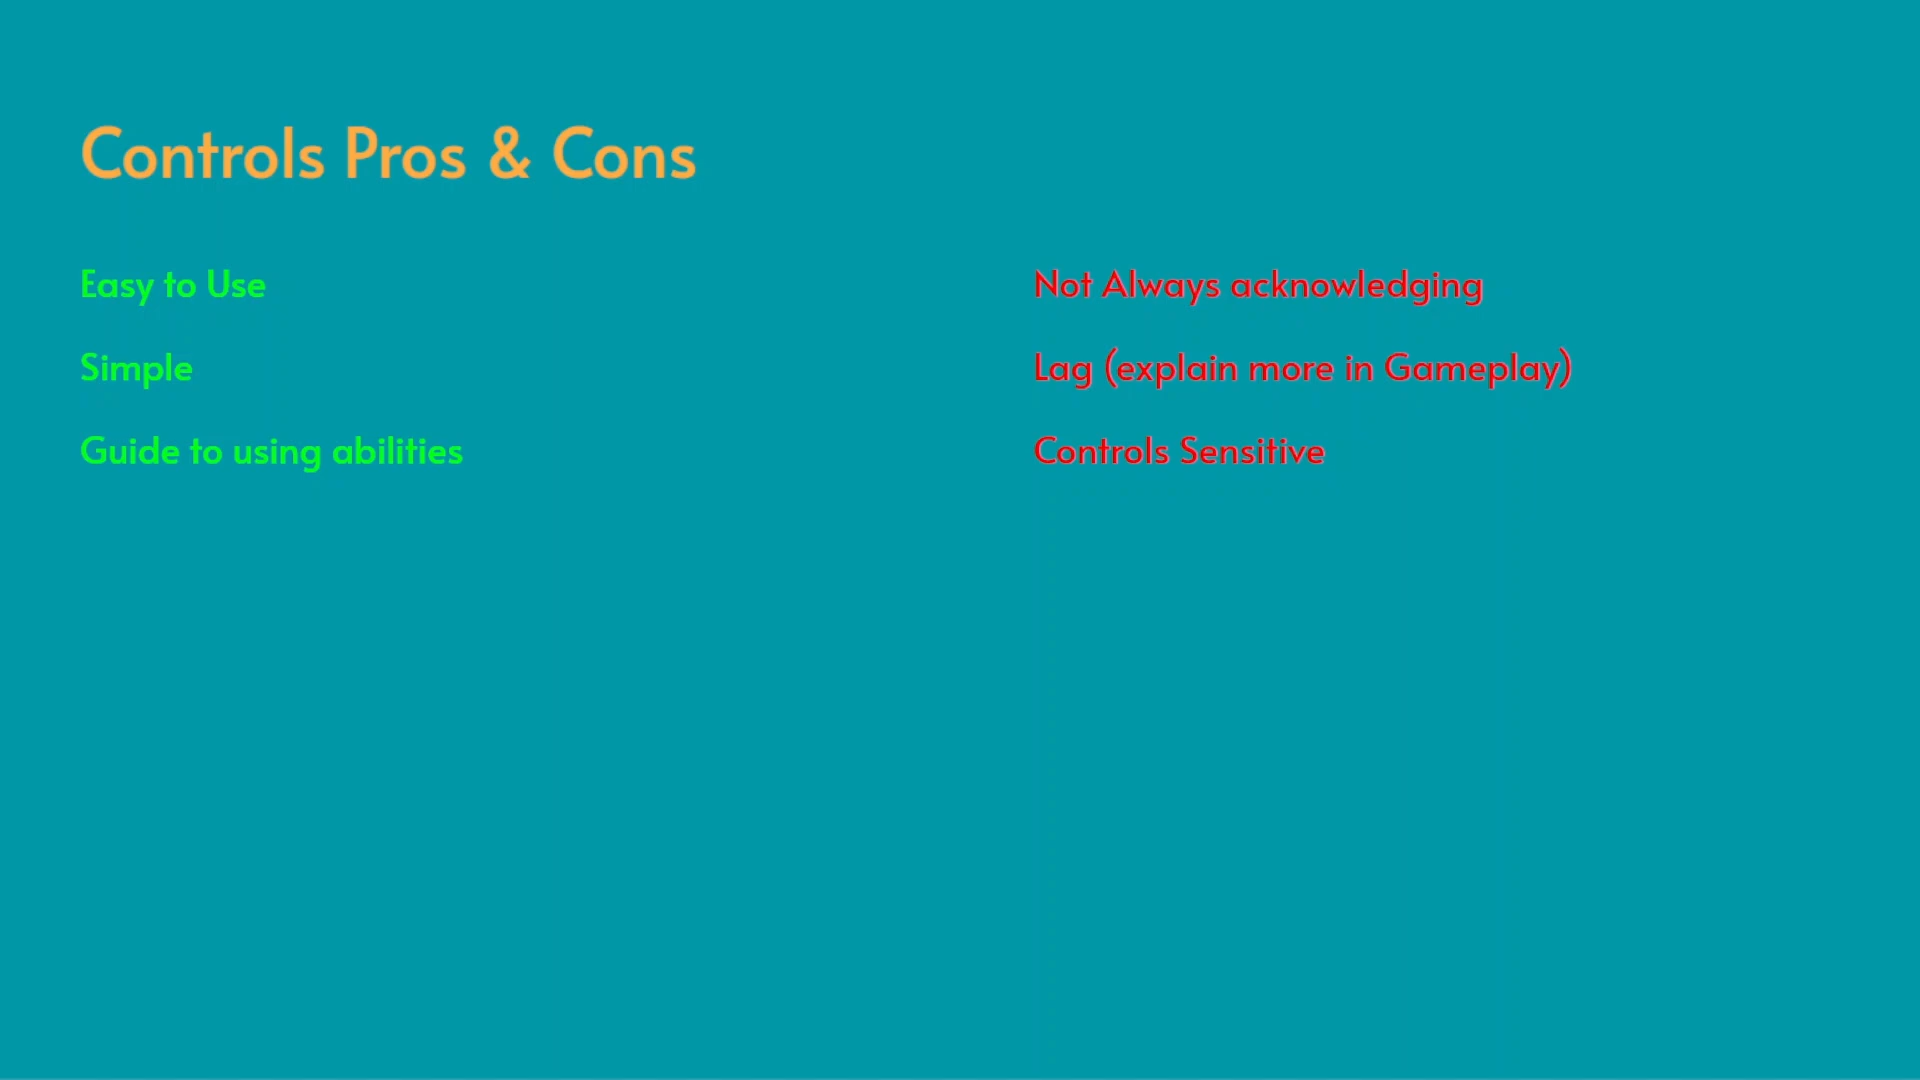 Controls Pros & Cons
Easy to Use
Simple
Guide to using abilities
Not Always acknowledging
Lag (explain more in Gameplay)
Controls Sensitive